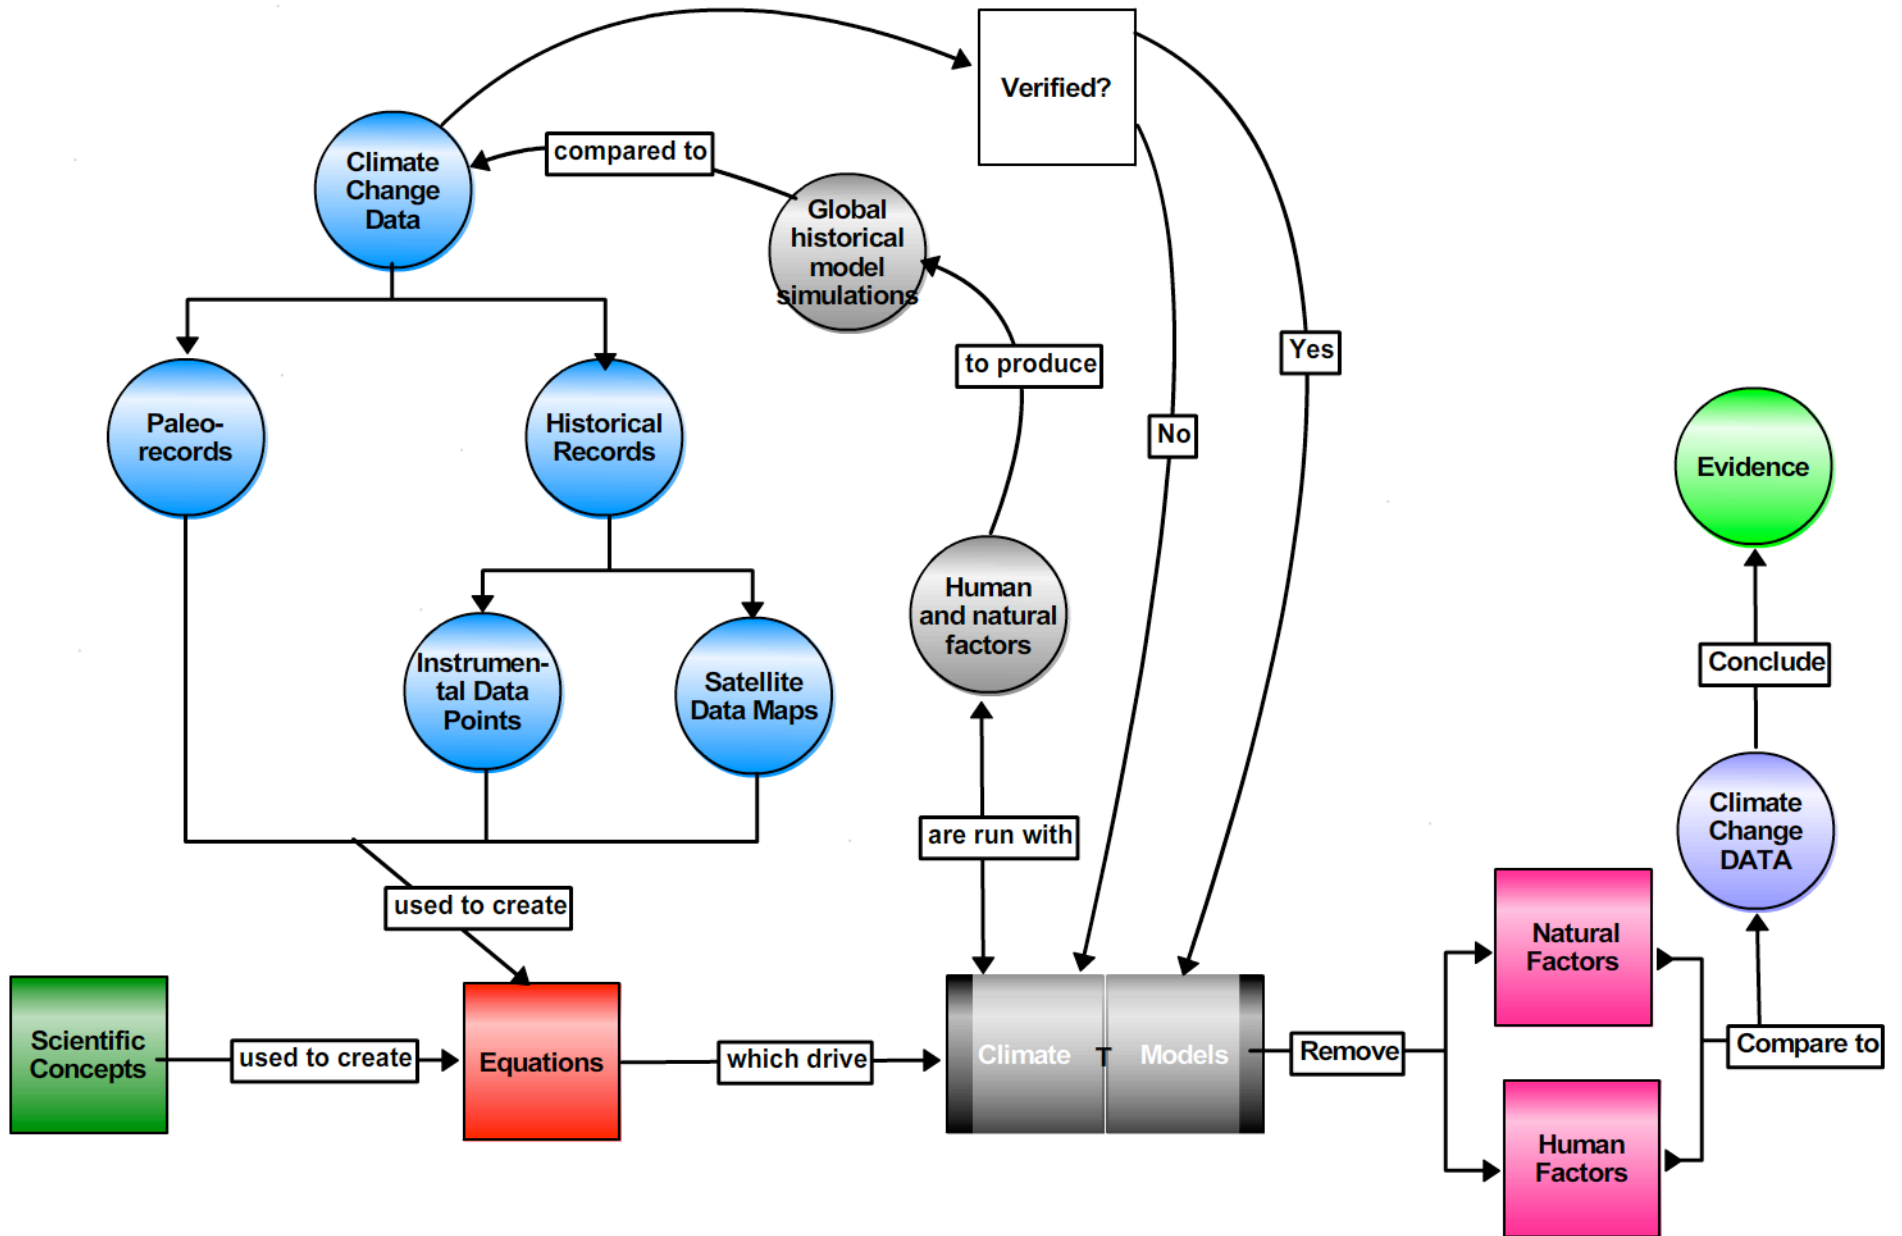 Verified?
Climate
Change
Data
compared to
Global
historical
model
simulations
to produce
Yes
No
Paleo-
records
Historical
Records
Evidence
Human
and natural
factors
Instrumen-
tal Data
Points
Satellite
Data Maps
Conclude
Climate
Change
DATA
are run with
used to create
Natural
Factors
Scientific
Concepts
used to create
Equations
which drive
Climate T Models
Remove
Compare to
Human
Factors